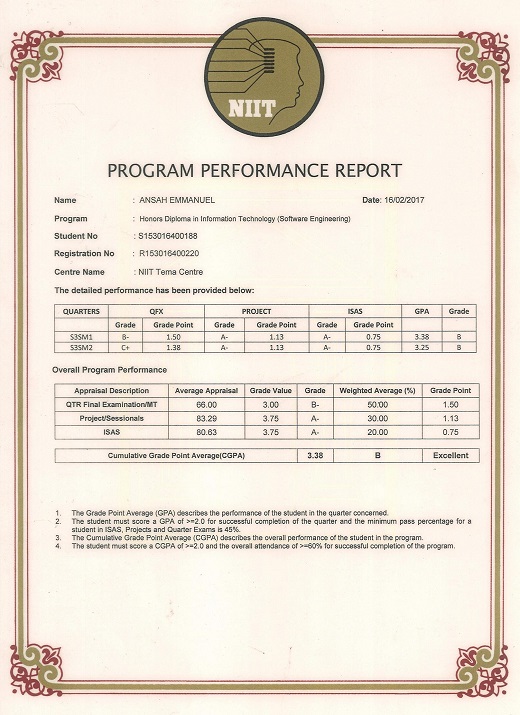 NIIT
PROGRAM PERFORMANCE REPORT
Name : ANSAH EMMANUEL Date: 16/02/2017
Program : Honors Diploma in Information Technology (Software Engineering)
Student No : S153016400188
Registration No : R153016400220
Centre Name : NIIT Tema Centre
The detailed performance has been provided below:
QUARTERS QFX PROJECT ISAS GPA Grade
Grade Grade Point Grade Grade Point Grade Grade Point
S3SM1 B- 1.50 A- 1.13 A- 0.75 3.38 B
S3SM2 C+ 1.38 A- 1.13 A- 0.75 3.25 B
Overall Program Performance
Appraisal Description Average Appraisal Grade Value Grade Weighted Average (%) Grade Point
QTR Final Examination/MT 66.00 3.00 B- 50.00 1.50
Project/Sessionals 83.29 3.75 A- 30.00 1.13
ISAS 80.63 3.75 A- 20.00 0.75
Cumulative Grade Point Average(CGPA) 3.38 B Excellent
1. The Grade Point Average (GPA) describes the performance of the student in the quarter concerned.
2. The student must score a GPA of >=2.0 for successful completion of the quarter and the minimum pass percentage for a
student in ISAS, Projects and Quarter Exams is 45%.
3. The Cumulative Grade Point Average (CGPA) describes the overall performance of the student in the program.
4. The student must score a CGPA of >=2.0 and the overall attendance of >=60% for successful completion of the program.